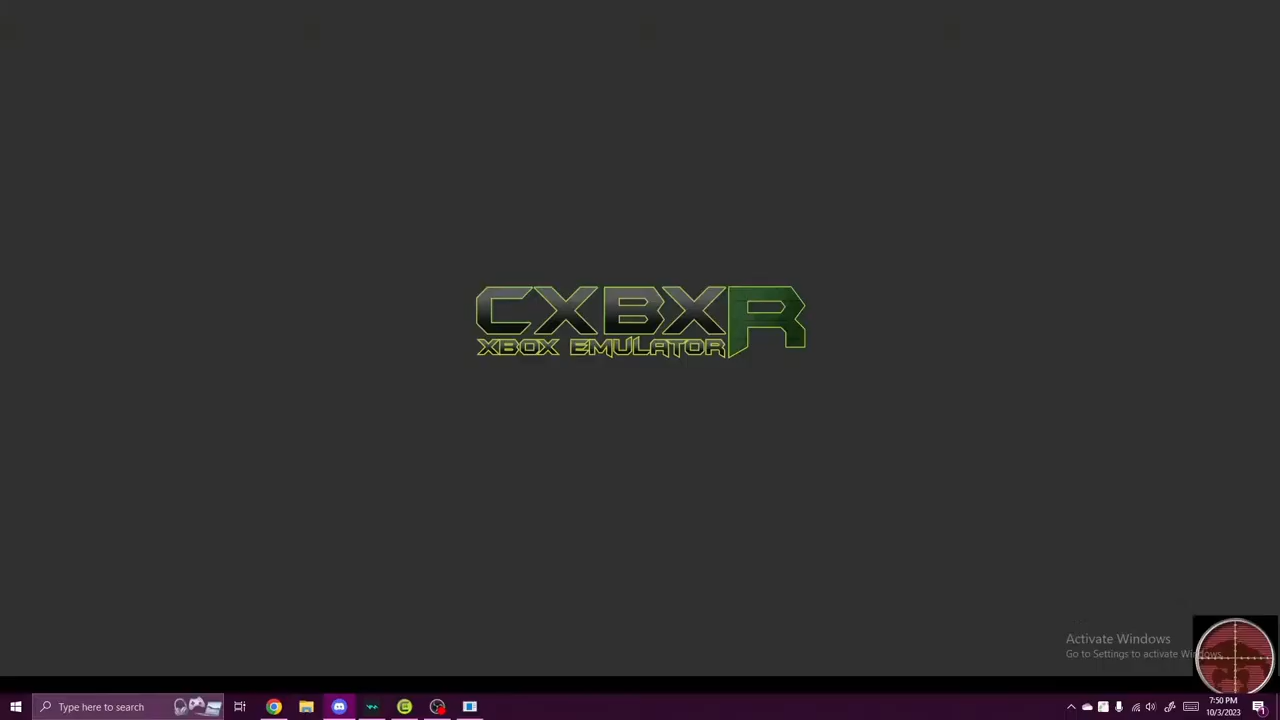 CXBXR
XBOX EMULATOR
Activate Windows
Go to Settings to activate Windows.
Type here to search
7:50 PM
10/3/2023
1